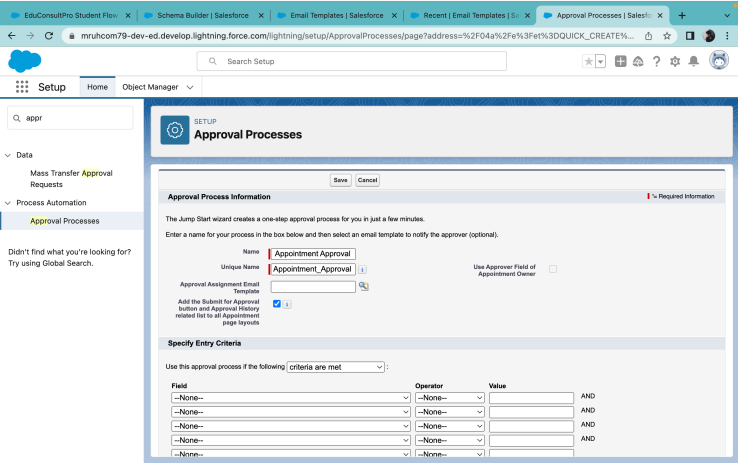 EduConsultPro Student Flow
Schema Builder | Salesforce
Email Templates | Salesforce
Recent | Email Templates | Sa
Approval Processes | Salesfo
mruhcom79-dev-ed.develop.lightning.force.com/lightning/setup/ApprovalProcesses/page?address=%2F04a%2Fe%3Fet%3DQUICK_CREATE%...
Search Setup
Setup
Home
Object Manager
appr
Data
Mass Transfer Approval
Requests
Process Automation
Approval Processes
Didn't find what you're looking for?
Try using Global Search.
SETUP
Approval Processes
Save Cancel
Approval Process Information
= Required Information
The Jump Start wizard creates a one-step approval process for you in just a few minutes.
Enter a name for your process in the box below and then select an email template to notify the approver (optional).
Name Appointment Approval
Unique Name Appointment_Approval i
Use Approver Field of
Appointment Owner
Approval Assignment Email
Template
Add the Submit for Approval
button and Approval History
related list to all Appointment
page layouts
i
Specify Entry Criteria
Use this approval process if the following criteria are met :
Field Operator Value
--None-- --None-- AND
--None-- --None-- AND
--None-- --None-- AND
--None-- --None-- AND
--None-- --None--